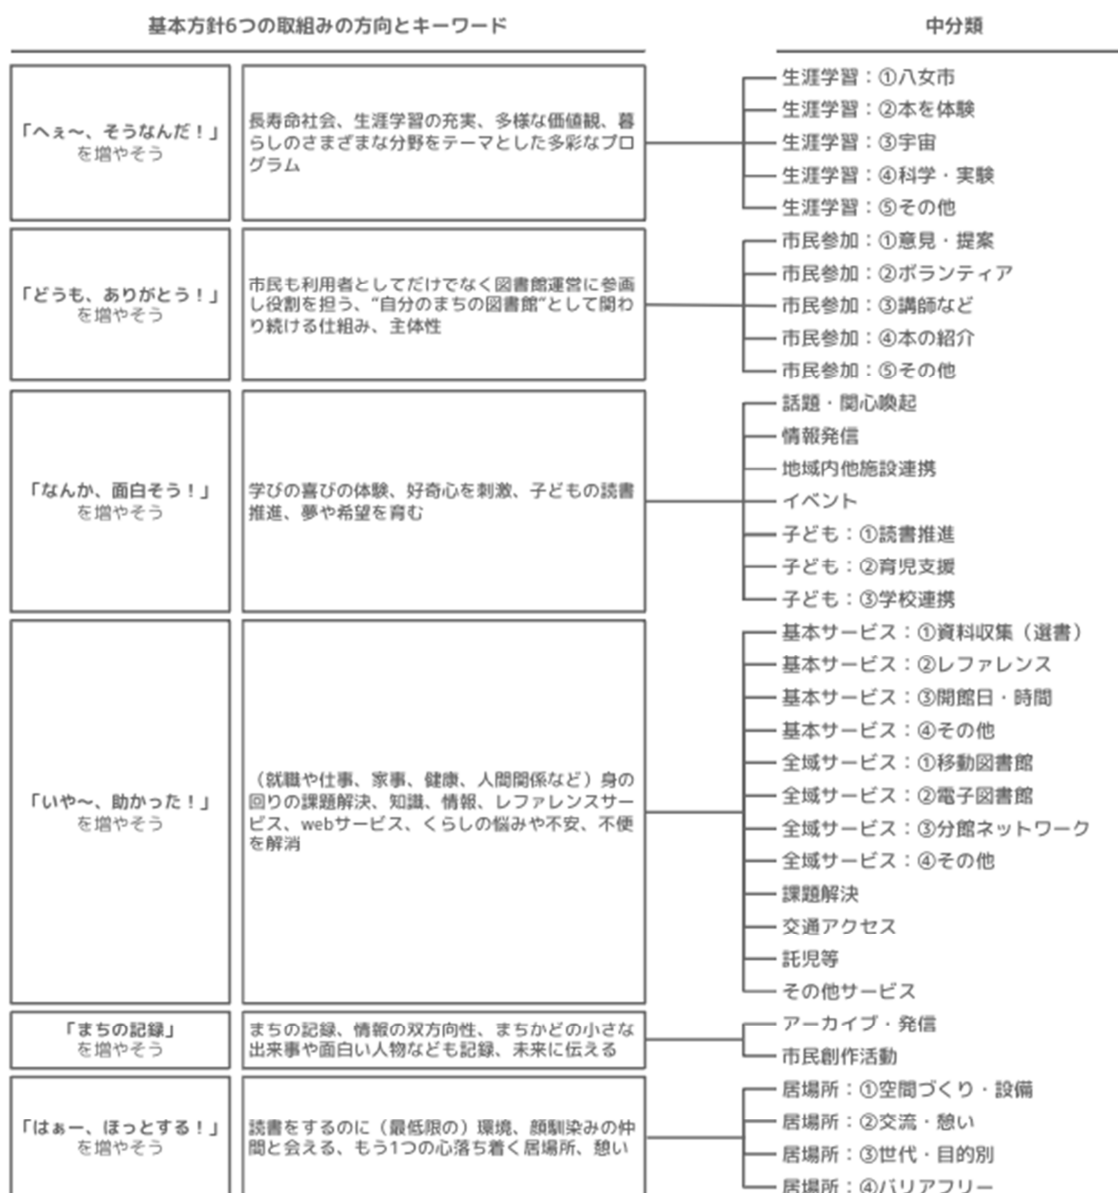 基本方針6つの取組みの方向とキーワード
中分類
「へぇ〜、そうなんだ！」
を増やそう
長寿命社会、生涯学習の充実、多様な価値観、暮
らしのさまざまな分野をテーマとした多彩なプロ
グラム
生涯学習：①八女市
生涯学習：②本を体験
生涯学習：③宇宙
生涯学習：④科学・実験
生涯学習：⑤その他
「どうも、ありがとう！」
を増やそう
市民も利用者としてだけでなく図書館運営に参画
し役割を担う、“自分のまちの図書館”として関わ
り続ける仕組み、主体性
市民参加：①意見・提案
市民参加：②ボランティア
市民参加：③講師など
市民参加：④本の紹介
市民参加：⑤その他
「なんか、面白そう！」
を増やそう
学びの喜びの体験、好奇心を刺激、子どもの読書
推進、夢や希望を育む
話題・関心喚起
情報発信
地域内他施設連携
イベント
子ども：①読書推進
子ども：②育児支援
子ども：③学校連携
「いや〜、助かった！」
を増やそう
（就職や仕事、家事、健康、人間関係など）身の
回りの課題解決、知識、情報、レファレンスサー
ビス、webサービス、くらしの悩みや不安、不便
を解消
基本サービス：①資料収集（選書）
基本サービス：②レファレンス
基本サービス：③開館日・時間
基本サービス：④その他
全域サービス：①移動図書館
全域サービス：②電子図書館
全域サービス：③分館ネットワーク
全域サービス：④その他
課題解決
交通アクセス
託児等
その他サービス
「まちの記録」
を増やそう
まちの記録、情報の双方向性、まちかどの小さな
出来事や面白い人物なども記録、未来に伝える
アーカイブ・発信
市民創作活動
「はぁー、ほっとする！」
を増やそう
読書をするのに（最低限の）環境、顔馴染みの仲
間と会える、もう1つの心落ち着く居場所、憩い
居場所：①空間づくり・設備
居場所：②交流・憩い
居場所：③世代・目的別
居場所：④バリアフリー